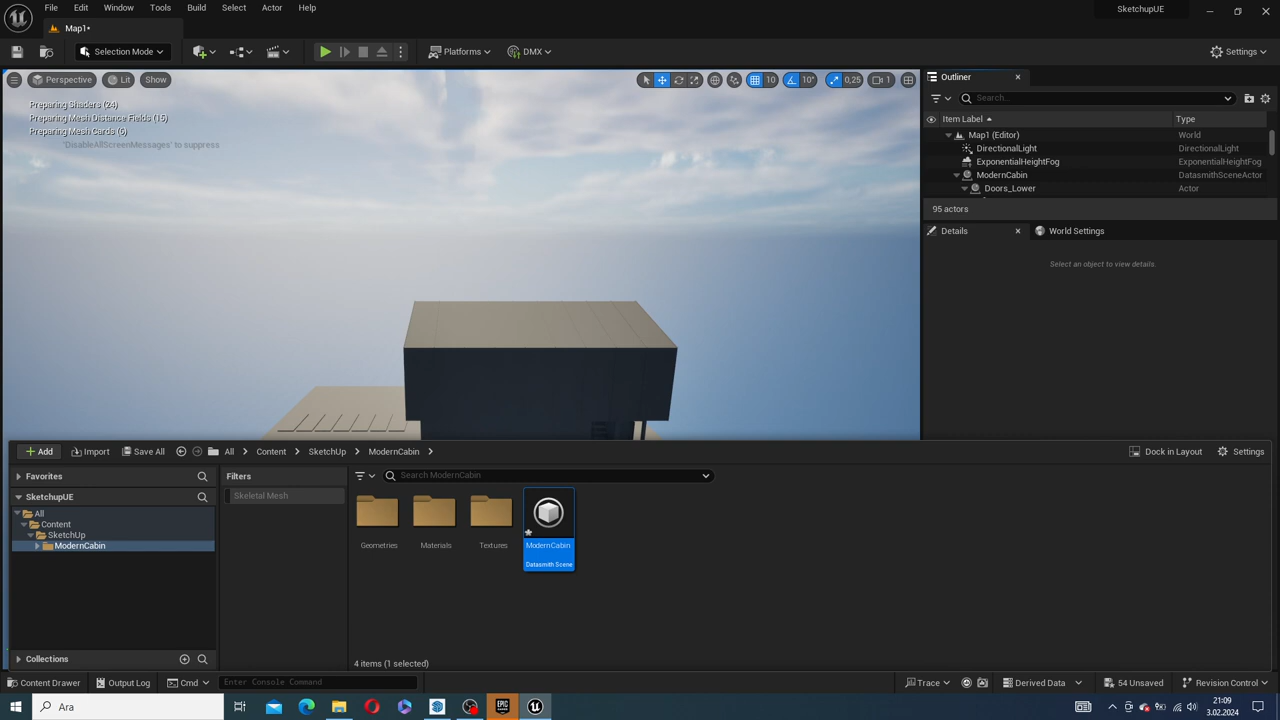 File Edit Window Tools Build Select Actor Help
SketchupUE
Map1•
Selection Mode
Platforms
DMX
Settings
Perspective Lit Show
10 10° 0,25 1
Preparing Shaders (24)
Preparing Mesh Distance Fields (15)
Preparing Mesh Cards (6)
'DisableAllScreenMessages' to suppress
Outliner
Search...
Item Label Type
Map1 (Editor) World
DirectionalLight DirectionalLight
ExponentialHeightFog ExponentialHeightFog
ModernCabin DatasmithSceneActor
Doors_Lower Actor
95 actors
Details World Settings
Select an object to view details.
Add Import Save All All Content SketchUp ModernCabin
Dock in Layout Settings
Favorites
SketchupUE
All
Content
SketchUp
ModernCabin
Collections
Filters
Skeletal Mesh
Search ModernCabin
Geometries
Materials
Textures
ModernCabin
Datasmith Scene
4 items (1 selected)
Content Drawer Output Log Cmd Enter Console Command
Trace Derived Data 54 Unsaved Revision Control
Ara
EPIC GAMES
21:09
3.02.2024